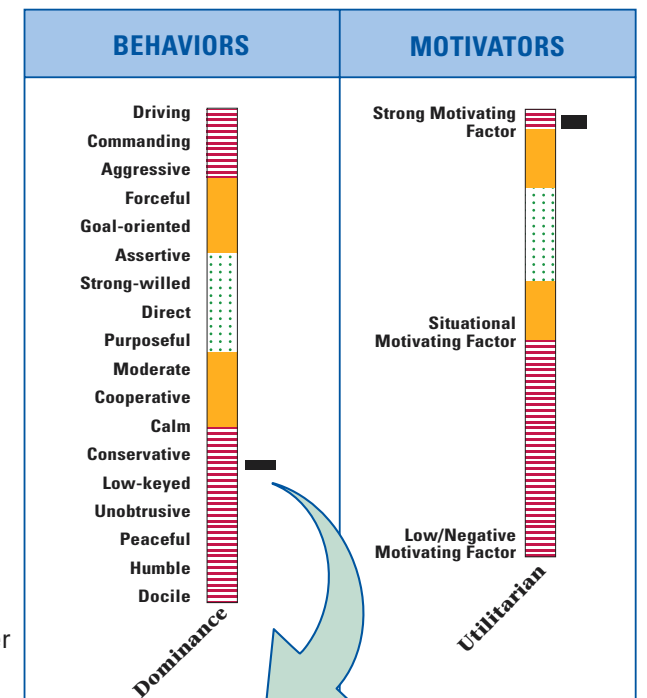 BEHAVIORS
MOTIVATORS
Driving
Commanding
Aggressive
Forceful
Goal-oriented
Assertive
Strong-willed
Direct
Purposeful
Moderate
Cooperative
Calm
Conservative
Low-keyed
Unobtrusive
Peaceful
Humble
Docile
Dominance
Strong Motivating
Factor
Situational
Motivating Factor
Low/Negative
Motivating Factor
Utilitarian